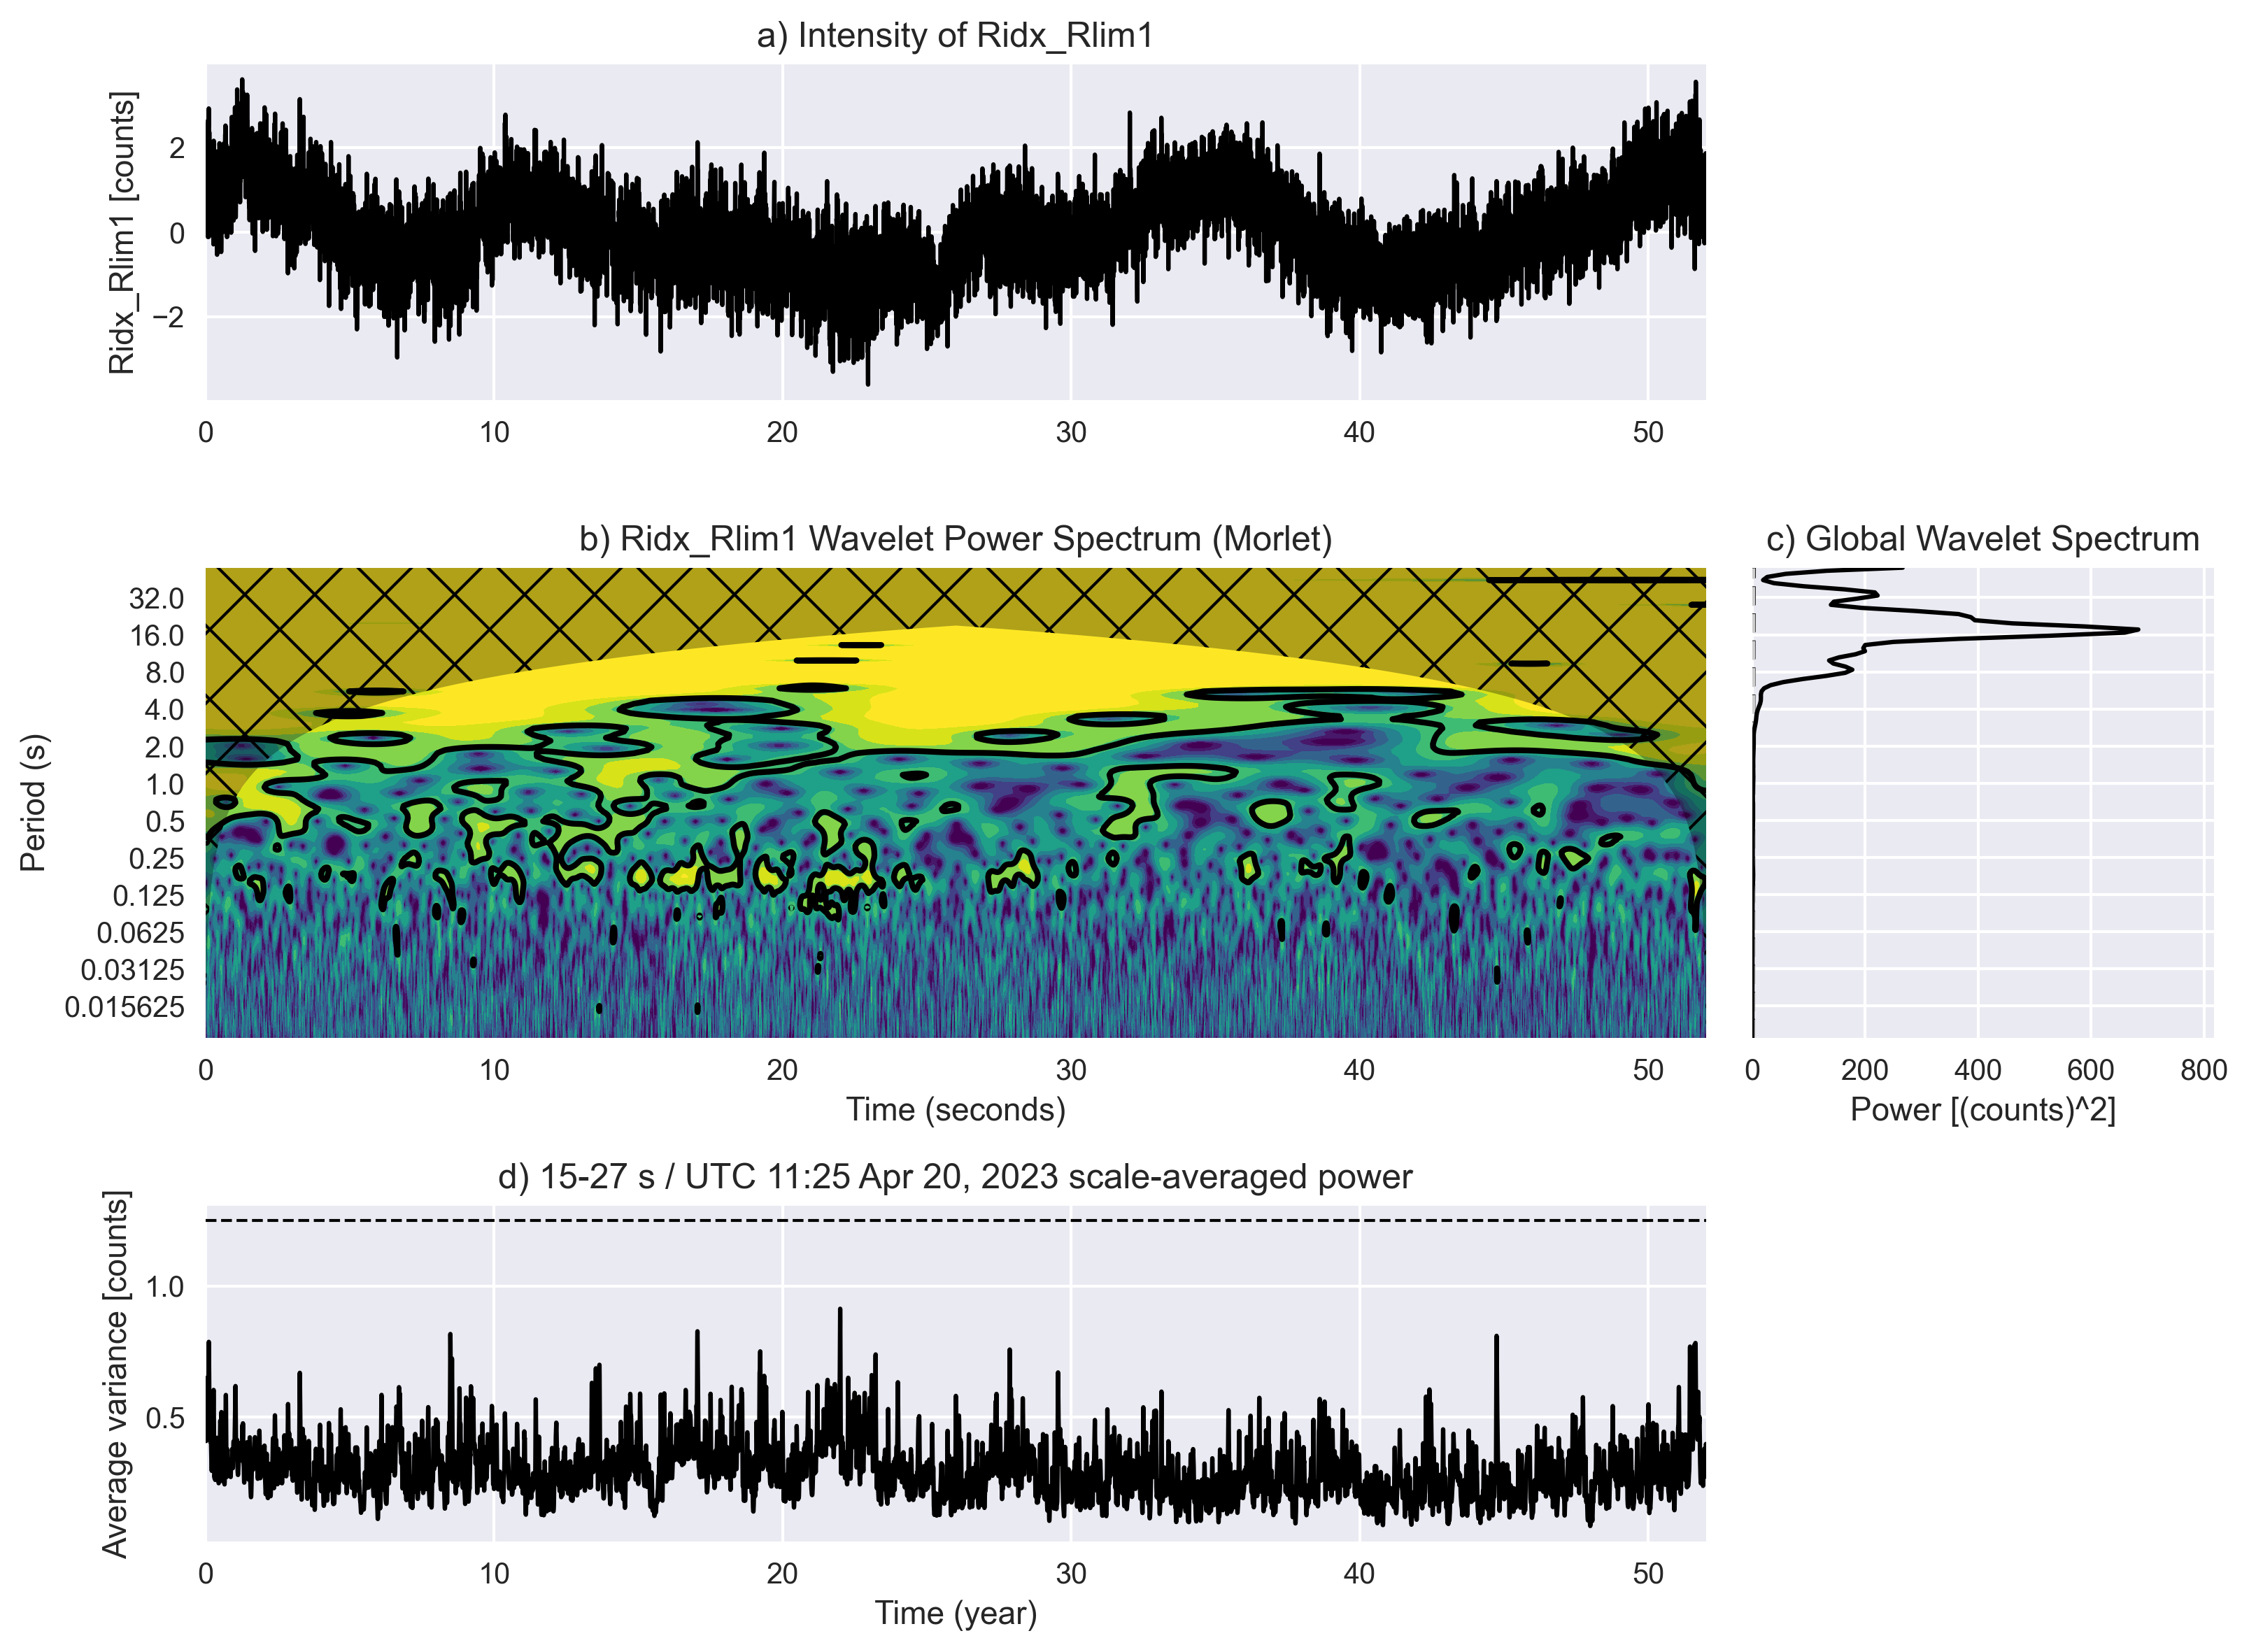 a) Intensity of Ridx_Rlim1
Ridx_Rlim1 [counts]
2
0
−2
0 10 20 30 40 50
b) Ridx_Rlim1 Wavelet Power Spectrum (Morlet)
Period (s)
32.0
16.0
8.0
4.0
2.0
1.0
0.5
0.25
0.125
0.0625
0.03125
0.015625
0 10 20 30 40 50
Time (seconds)
c) Global Wavelet Spectrum
0 200 400 600 800
Power [(counts)^2]
d) 15-27 s / UTC 11:25 Apr 20, 2023 scale-averaged power
Average variance [counts]
1.0
0.5
0 10 20 30 40 50
Time (year)